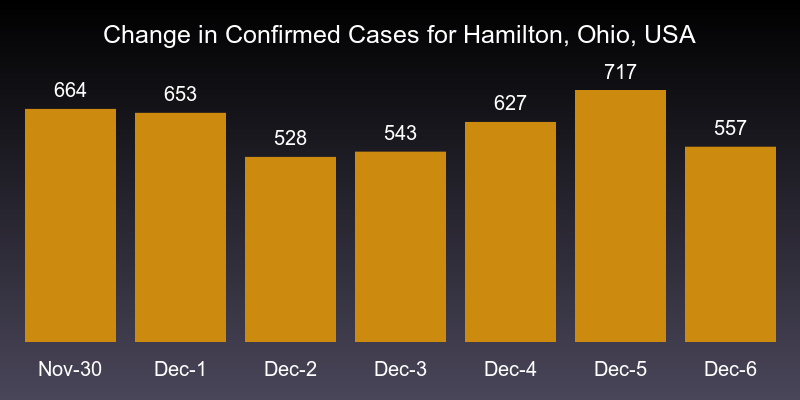 Change in Confirmed Cases for Hamilton, Ohio, USA
664
653
528
543
627
717
557
Nov-30
Dec-1
Dec-2
Dec-3
Dec-4
Dec-5
Dec-6